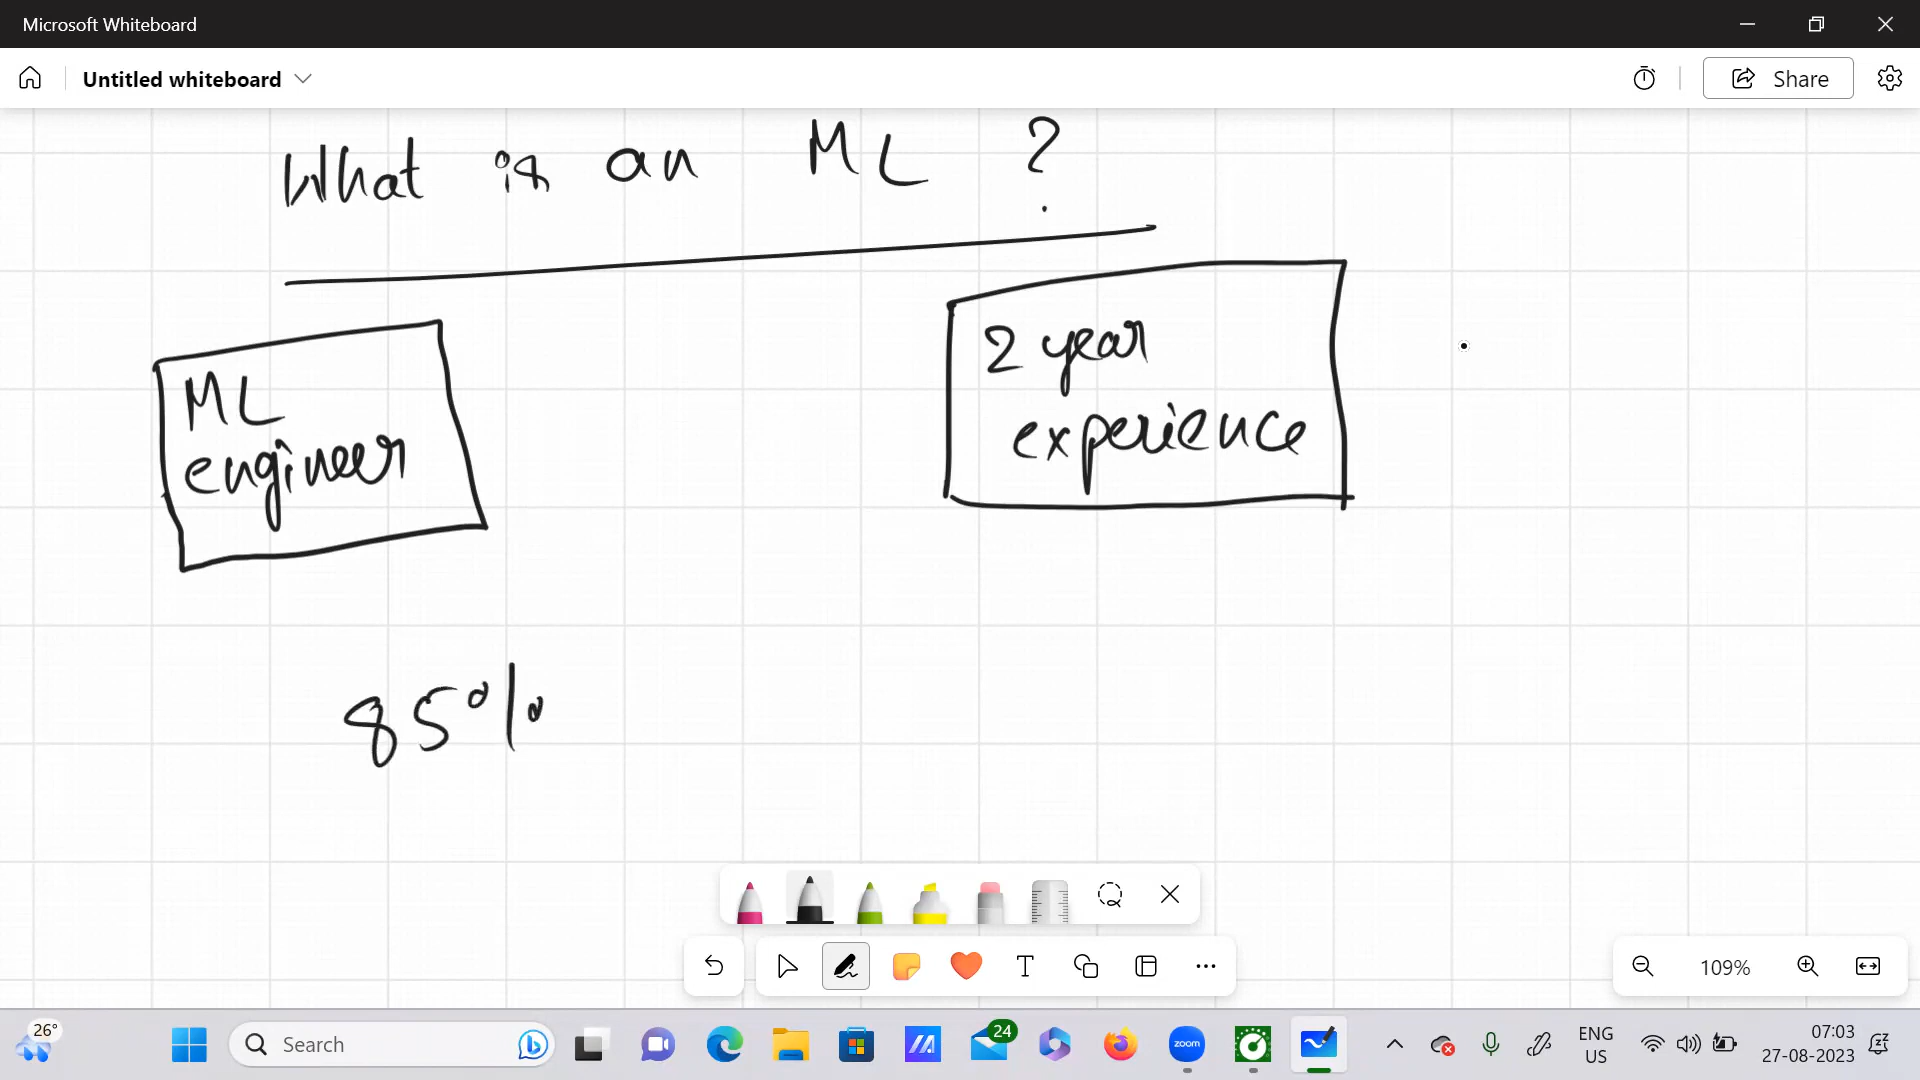 Microsoft Whiteboard
Untitled whiteboard
Share
What is an ML ?
ML
engineer
2 year
experience
85%
T
109%
26°
Search
24
zoom
ENG
US
07:03
27-08-2023